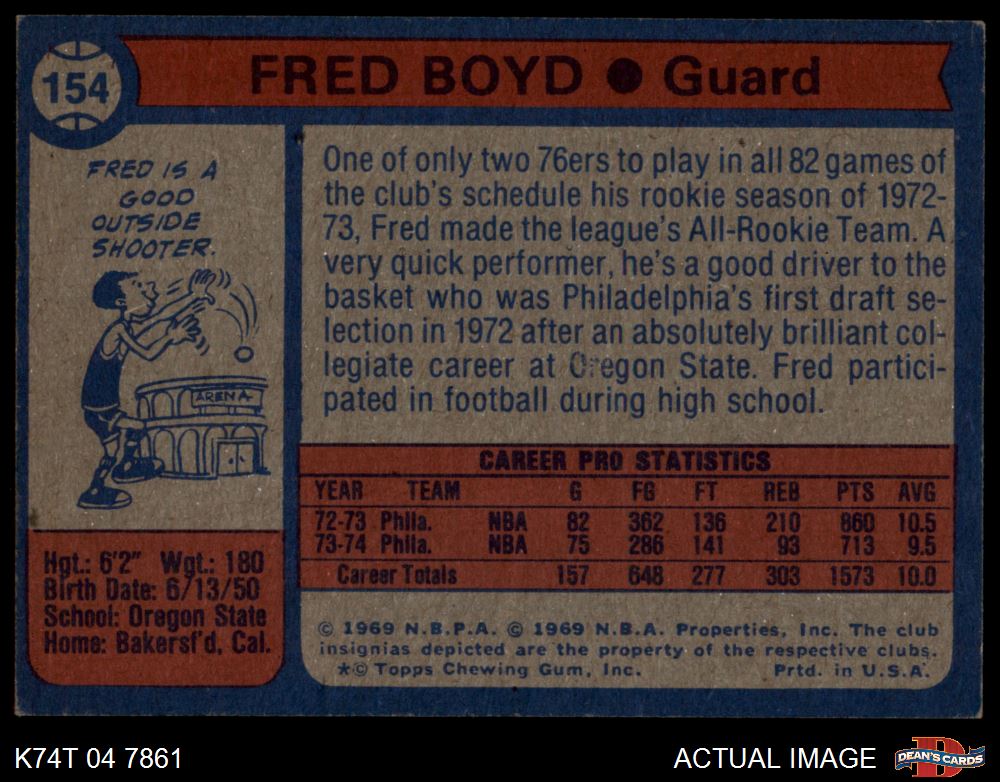 154
FRED BOYD ● Guard
FRED IS A
GOOD
OUTSIDE
SHOOTER.
ARENA
Hgt.: 6'2" Wgt.: 180
Birth Date: 6/13/50
School: Oregon State
Home: Bakersf'd, Cal.
One of only two 76ers to play in all 82 games of
the club's schedule his rookie season of 1972-
73, Fred made the league's All-Rookie Team. A
very quick performer, he's a good driver to the
basket who was Philadelphia's first draft se-
lection in 1972 after an absolutely brilliant col-
legiate career at Oregon State. Fred partici-
pated in football during high school.
CAREER PRO STATISTICS
YEAR TEAM G FG FT REB PTS AVG
72-73 Phila. NBA 82 362 136 210 860 10.5
73-74 Phila. NBA 75 286 141 93 713 9.5
Career Totals 157 648 277 303 1573 10.0
© 1969 N.B.P.A. © 1969 N.B.A. Properties, Inc. The club
insignias depicted are the property of the respective clubs.
*© Topps Chewing Gum, Inc. Prtd. in U.S.A.
K74T 04 7861
ACTUAL IMAGE
D
DEAN'S CARDS